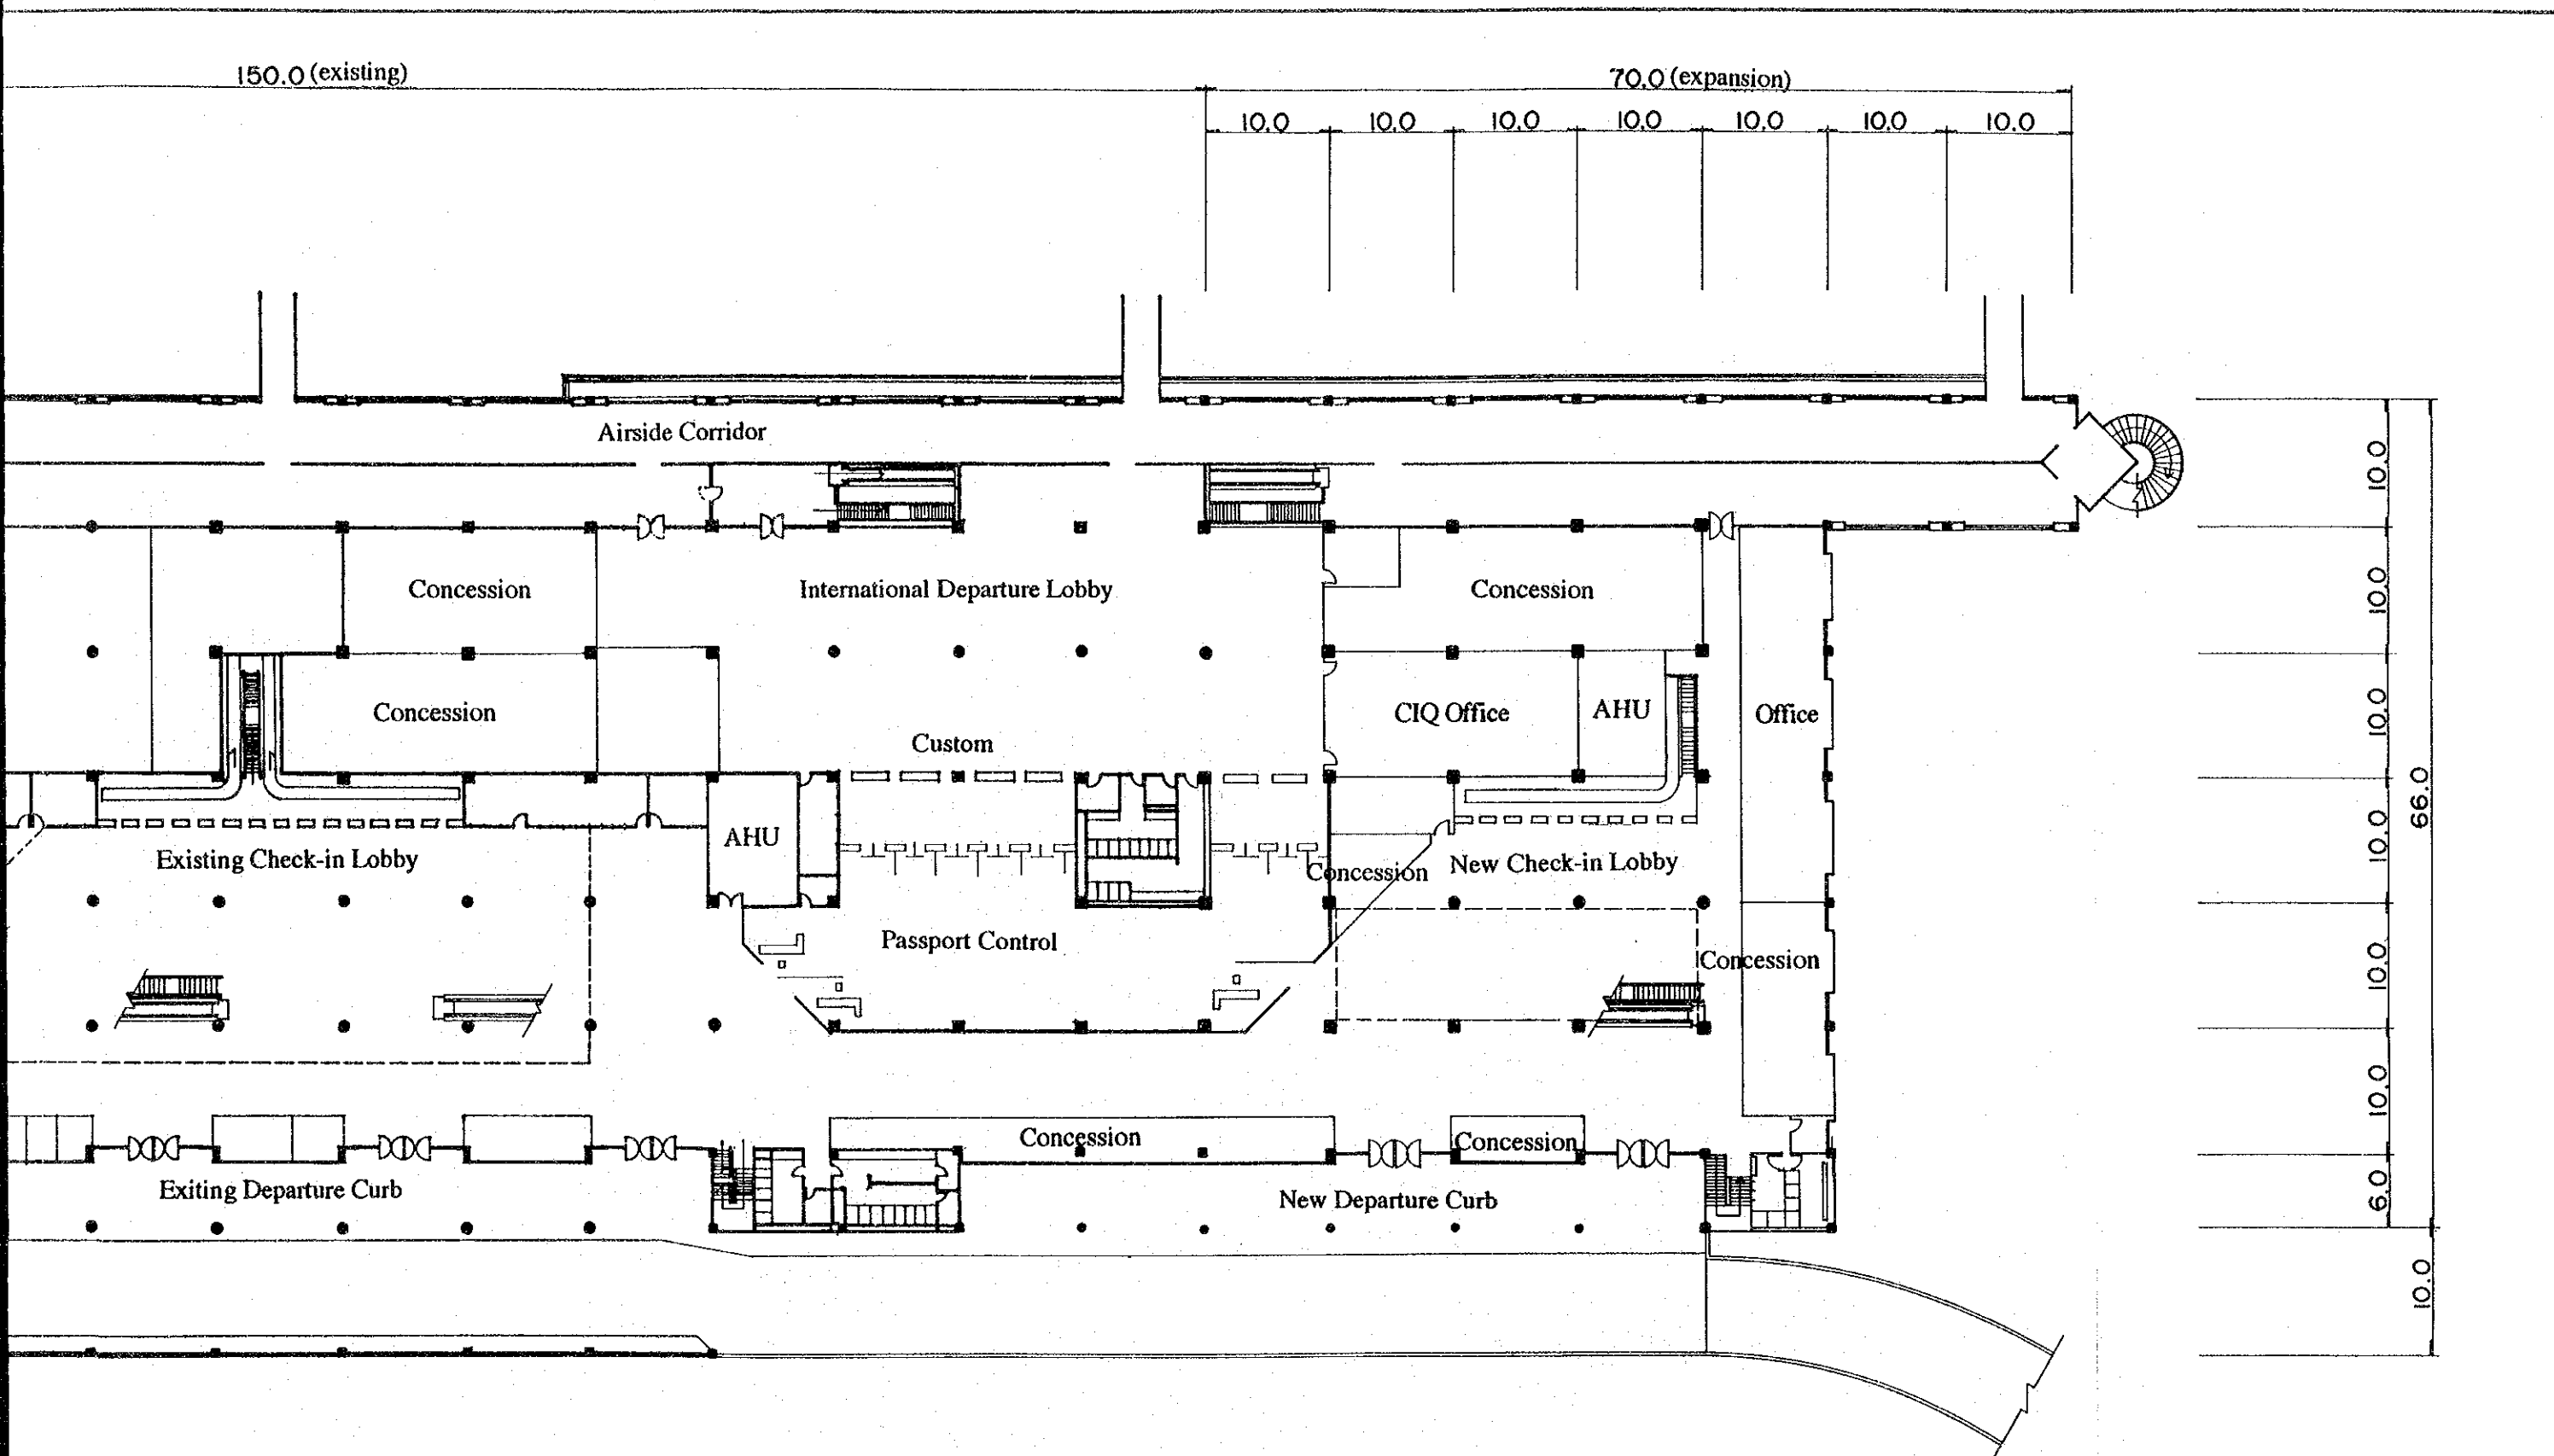 150.0 (existing)
70.0 (expansion)
10.0 10.0 10.0 10.0 10.0 10.0 10.0
Airside Corridor
10.0
Concession
International Departure Lobby
Concession
10.0
Concession
CIQ Office
AHU
Office
10.0
Custom
66.0
AHU
10.0
Existing Check-in Lobby
Concession
New Check-in Lobby
Passport Control
Concession
10.0
10.0
Concession
Concession
Exiting Departure Curb
New Departure Curb
6.0
10.0